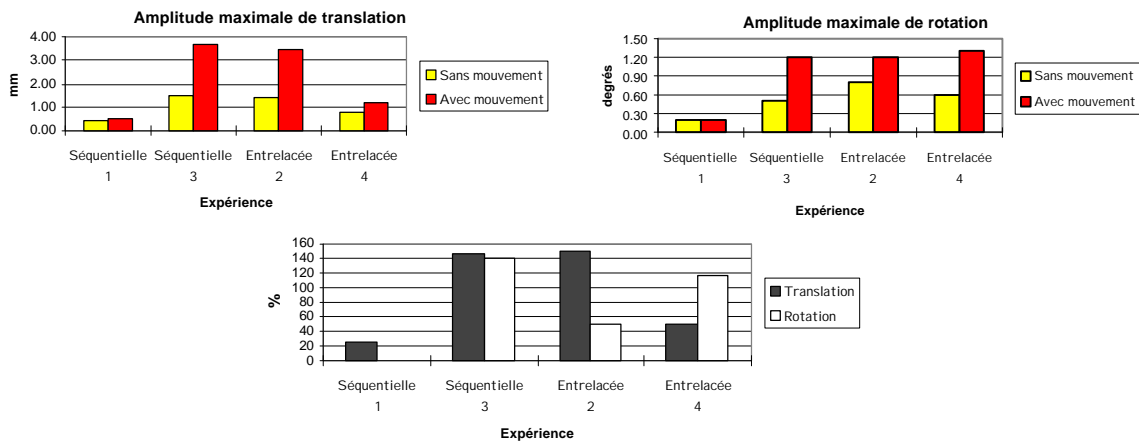 Amplitude maximale de translation
4.00
3.00
2.00
1.00
0.00
mm
Séquentielle Séquentielle Entrelacée Entrelacée
1 3 2 4
Expérience
Sans mouvement
Avec mouvement
Amplitude maximale de rotation
1.50
1.20
0.90
0.60
0.30
0.00
degrés
Séquentielle Séquentielle Entrelacée Entrelacée
1 3 2 4
Expérience
Sans mouvement
Avec mouvement
160
140
120
100
80
60
40
20
0
%
Séquentielle Séquentielle Entrelacée Entrelacée
1 3 2 4
Expérience
Translation
Rotation